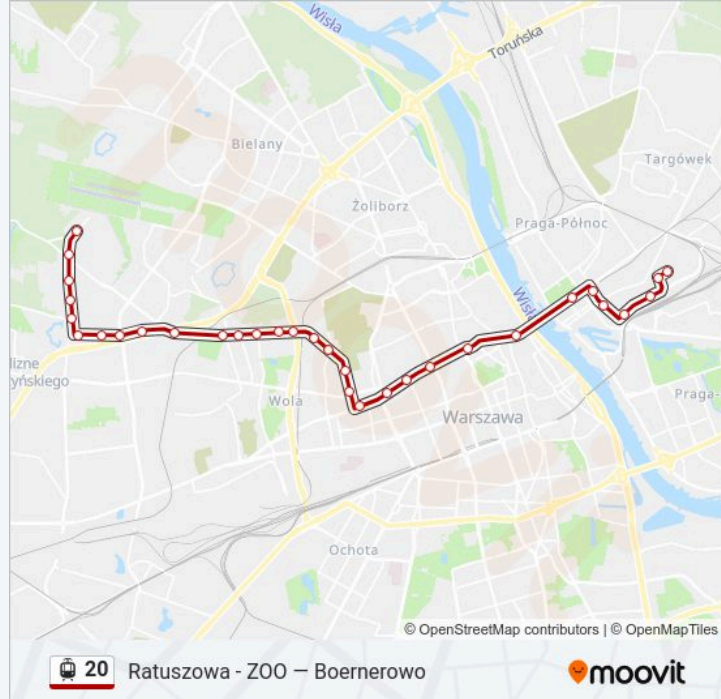 Wisła
Toruńska
Bielany
Targówek
Żoliborz
Praga-Północ
Wisła
lizne
zyńskiego
Wola
Praga-
Warszawa
Ochota
© OpenStreetMap contributors | © OpenMapTiles
20 Ratuszowa - ZOO — Boernerowo
moovit